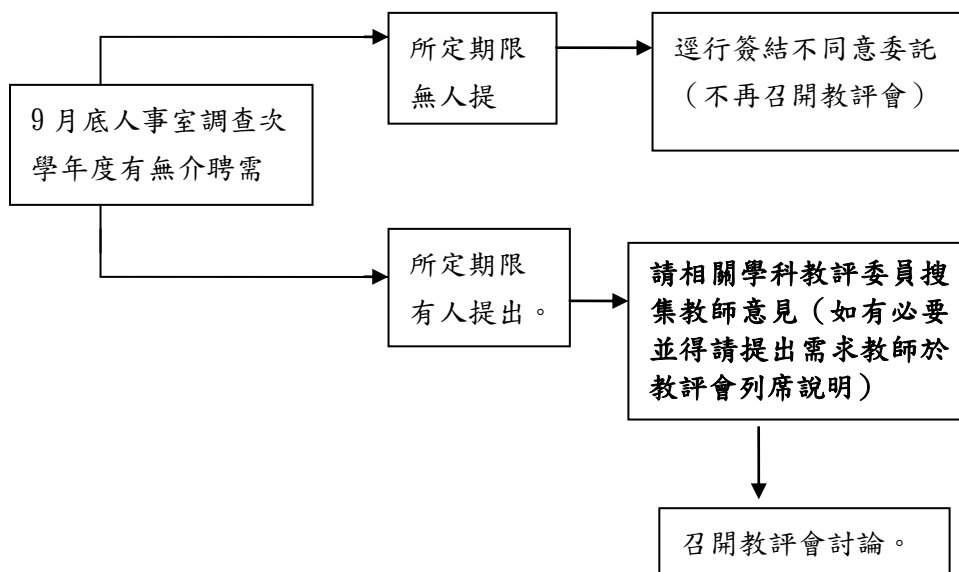 9 月底人事室調查次
學年度有無介聘需
所定期限
無人提
逕行簽結不同意委託
（不再召開教評會）
所定期限
有人提出。
請相關學科教評委員搜
集教師意見（如有必要
並得請提出需求教師於
教評會列席說明）
召開教評會討論。